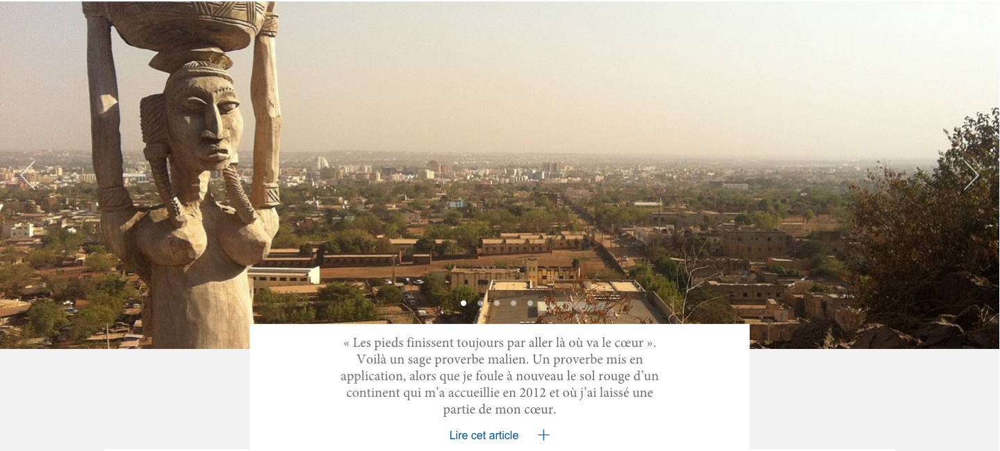 « Les pieds finissent toujours par aller là où va le cœur ».
Voilà un sage proverbe malien. Un proverbe mis en
application, alors que je foule à nouveau le sol rouge d’un
continent qui m’a accueillie en 2012 et où j’ai laissé une
partie de mon cœur.
Lire cet article